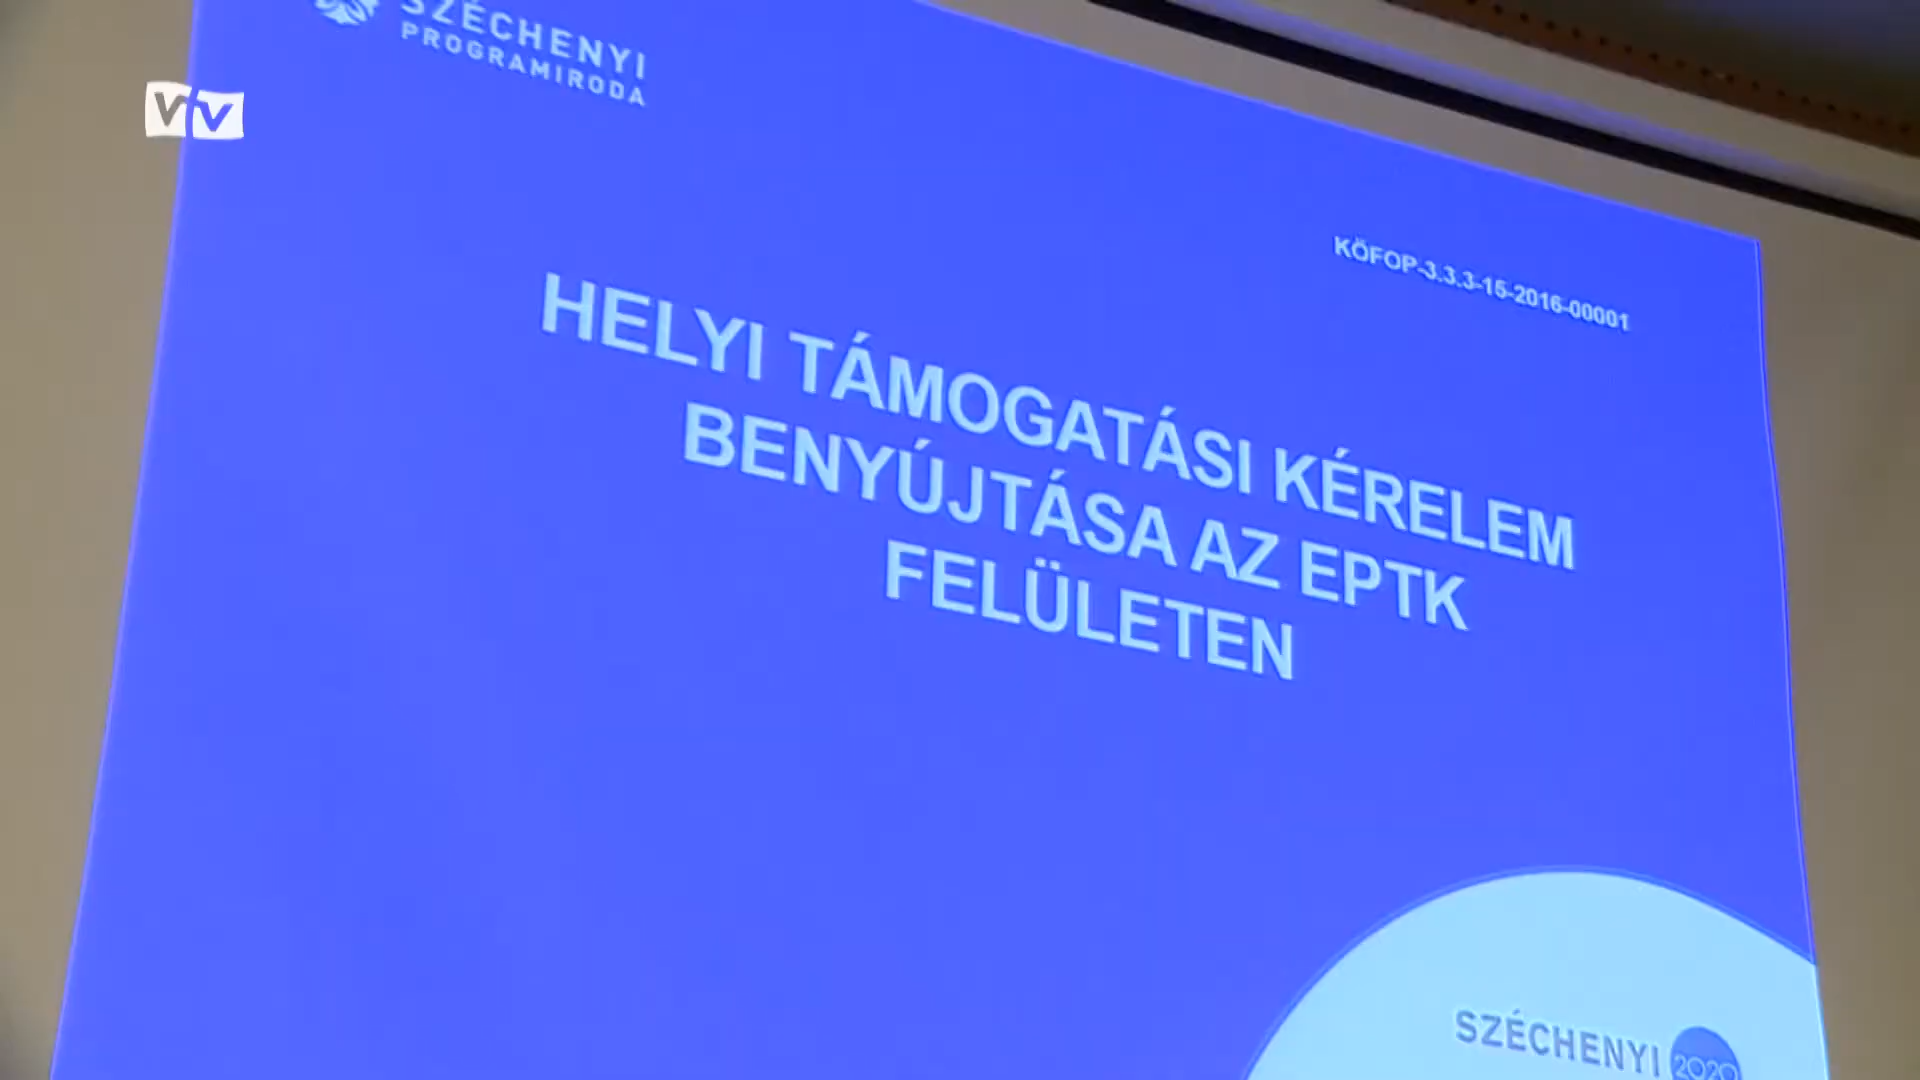 SZÉCHENYI
PROGRAMIRODA
VTV
KÖFOP-3.3.3-15-2016-00001
HELYI TÁMOGATÁSI KÉRELEM
BENYÚJTÁSA AZ EPTK
FELÜLETEN
SZÉCHENYI 2020